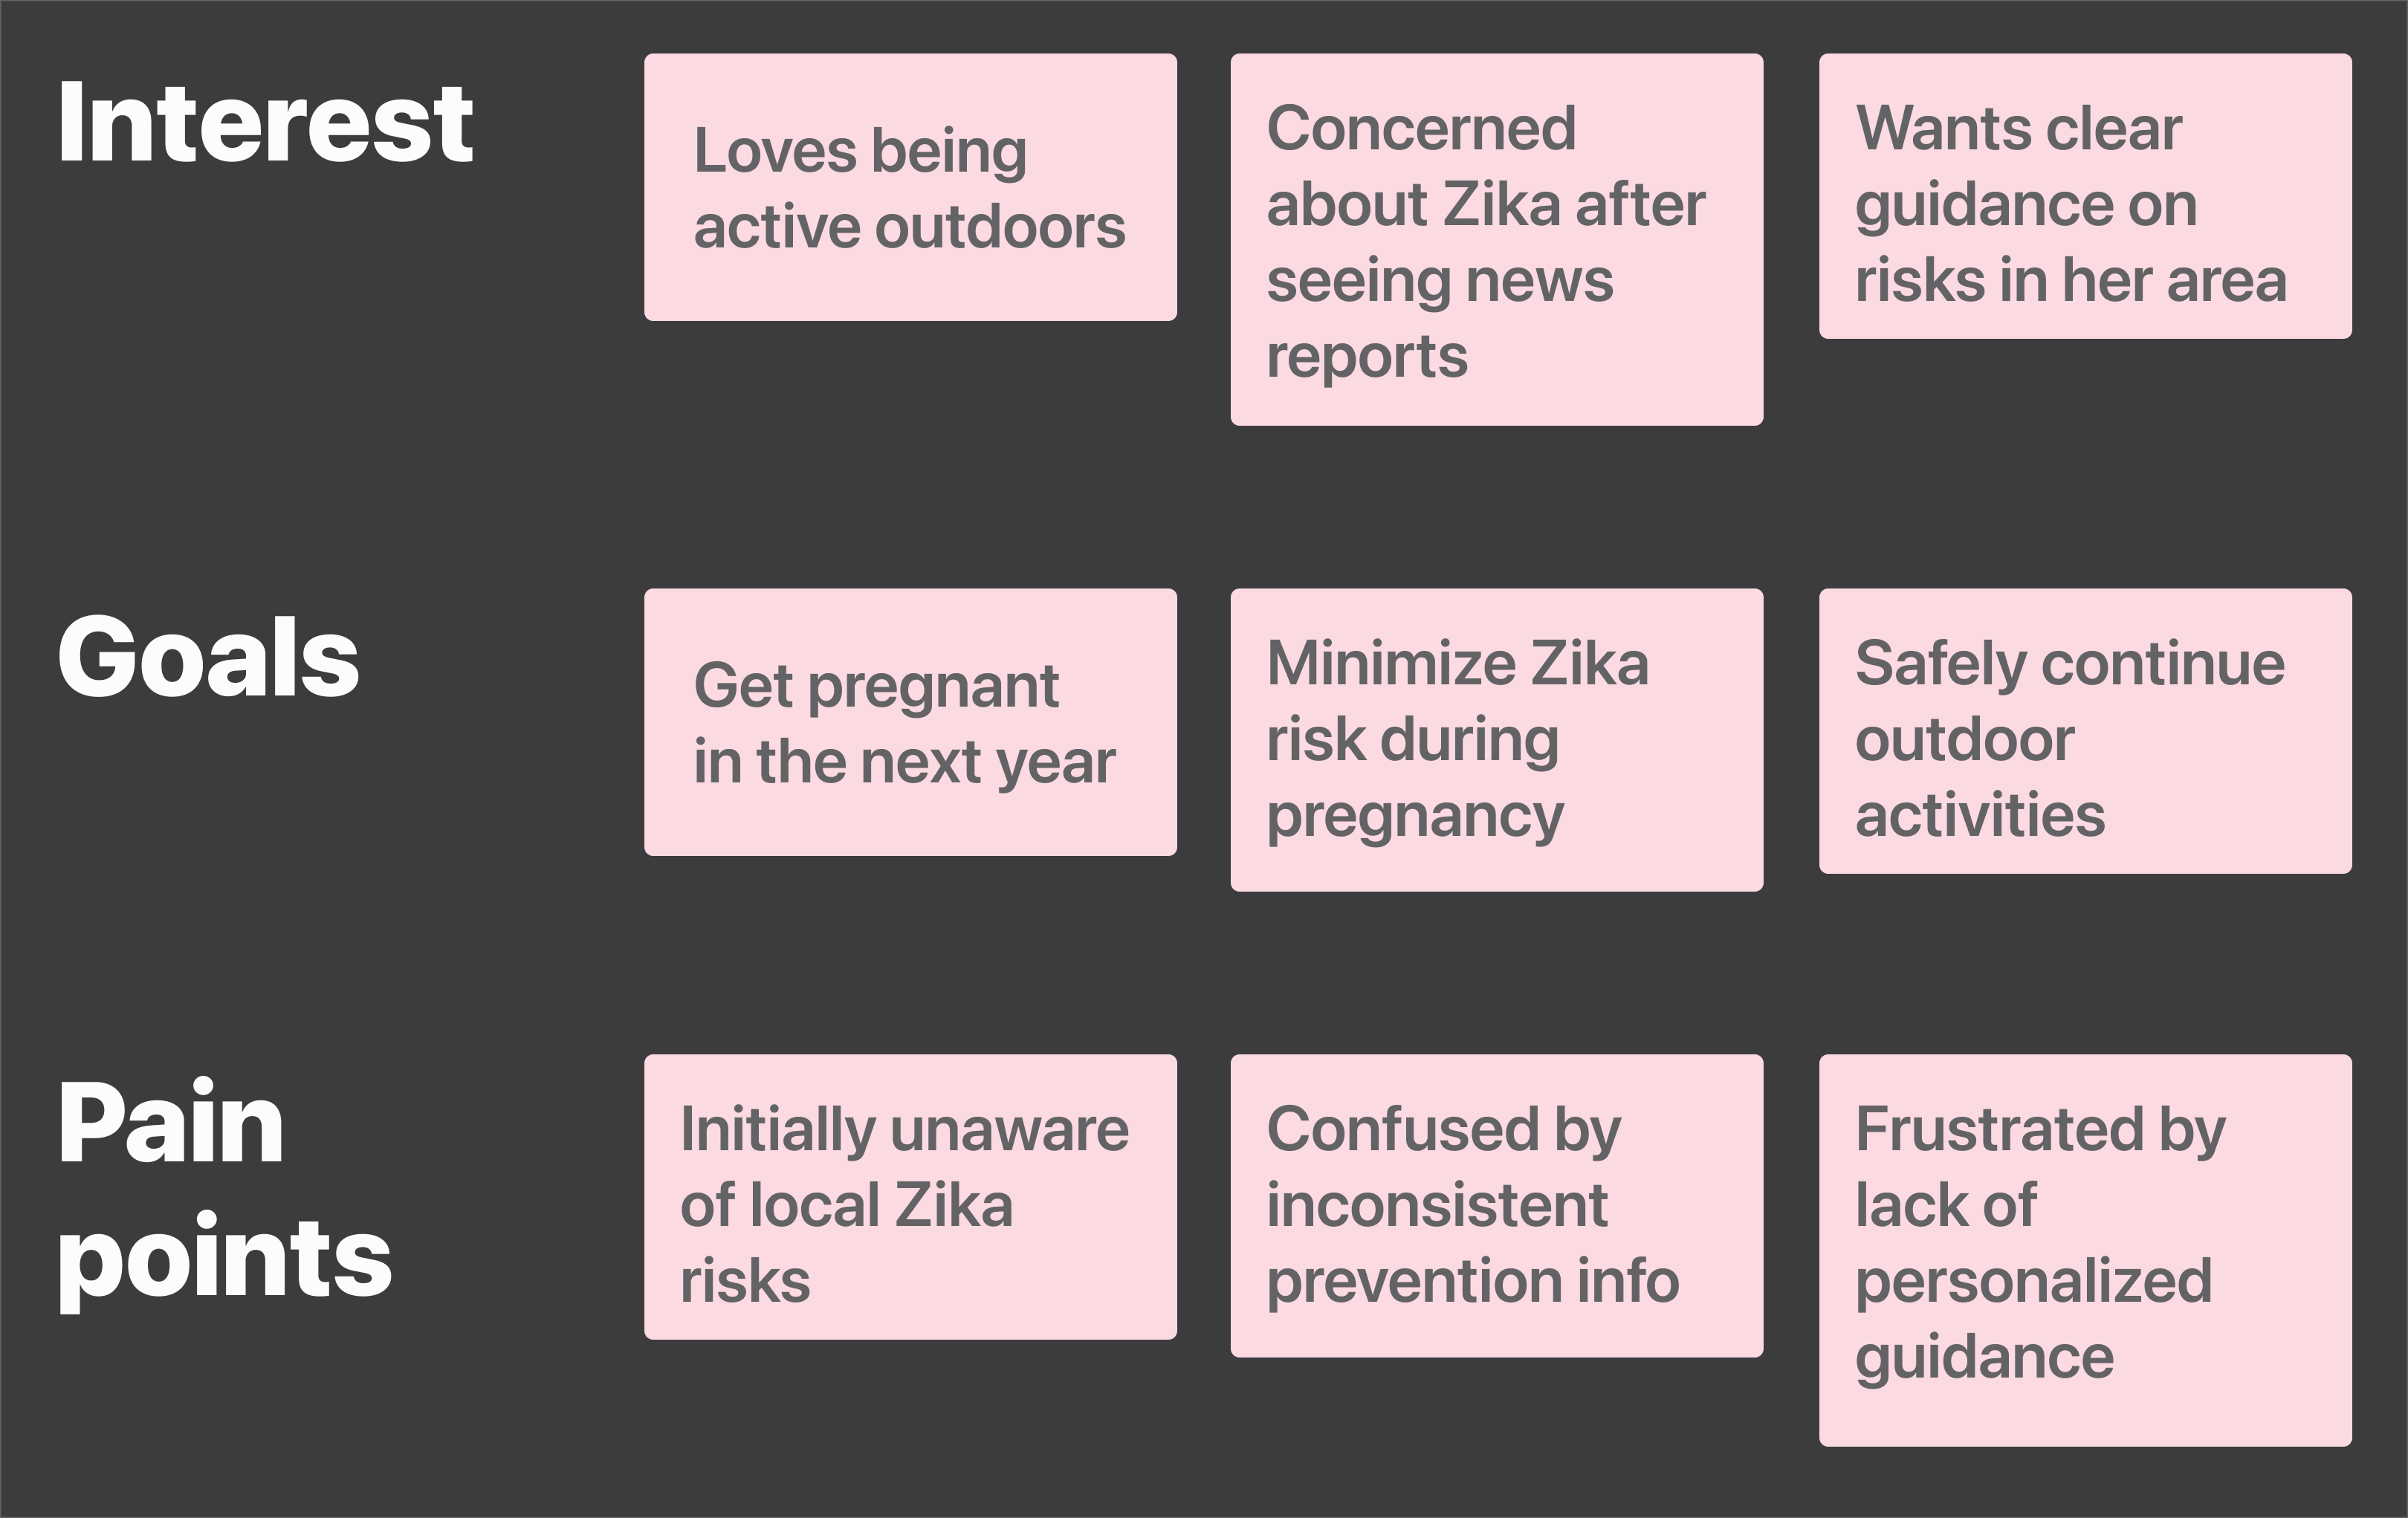 Interest
Loves being
active outdoors
Concerned
about Zika after
seeing news
reports
Wants clear
guidance on
risks in her area
Goals
Get pregnant
in the next year
Minimize Zika
risk during
pregnancy
Safely continue
outdoor
activities
Pain
points
Initially unaware
of local Zika
risks
Confused by
inconsistent
prevention info
Frustrated by
lack of
personalized
guidance